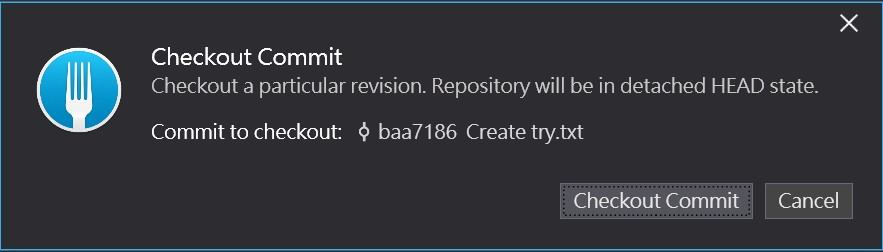 Checkout Commit
Checkout a particular revision. Repository will be in detached HEAD state.
Commit to checkout: baa7186 Create try.txt
Checkout Commit Cancel